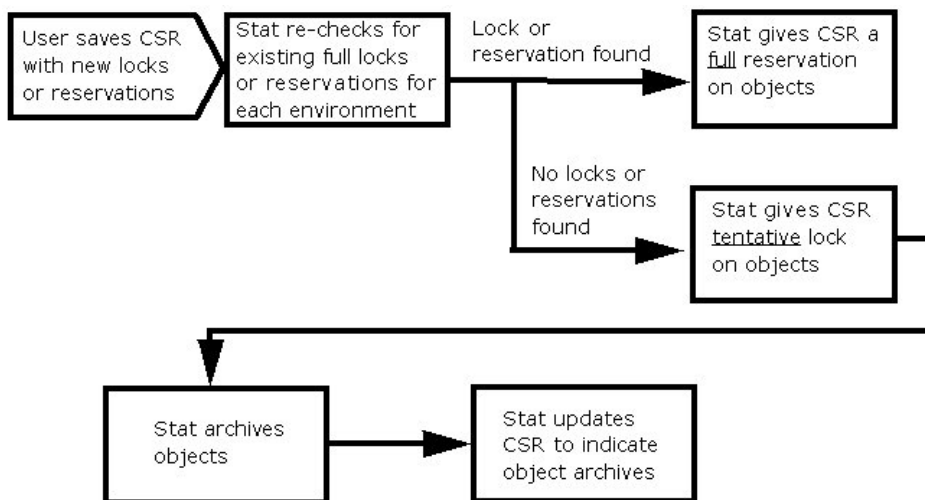 User saves CSR
with new locks
or reservations
Stat re-checks for
existing full locks
or reservations for
each environment
Lock or
reservation found
Stat gives CSR a
full reservation
on objects
No locks or
reservations
found
Stat gives CSR
tentative lock
on objects
Stat archives
objects
Stat updates
CSR to indicate
object archives